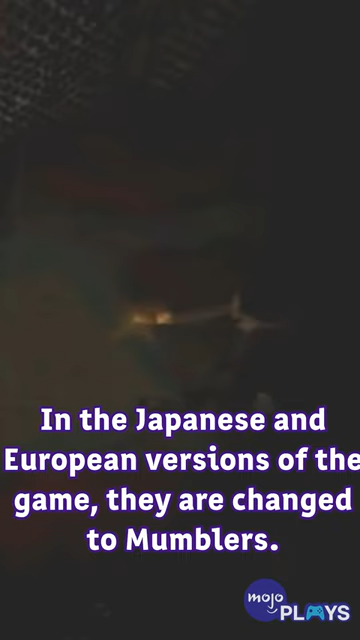 In the Japanese and
European versions of the
game, they are changed
to Mumblers.
mojo
PLAYS